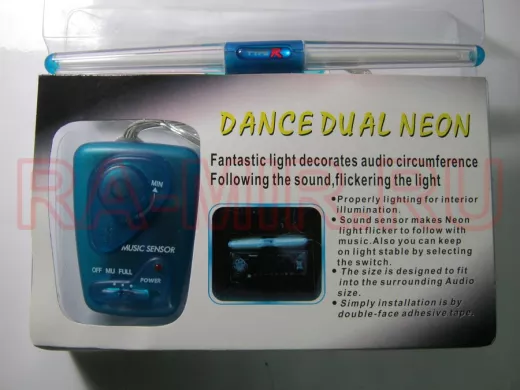 R
DANCE DUAL NEON
Fantastic light decorates audio circumference
Following the sound,flickering the light
•Properly lighting for interior
illumination.
• Sound sensor makes Neon
light flicker to follow with
music.Also you can keep
on light stable by selecting
the switch.
• The size is designed to fit
into the surrounding Audio
size.
• Simply installation is by
double-face adhesive tape.
MIN
MUSIC SENSOR
OFF MU FULL
POWER
RA-MIR.RU